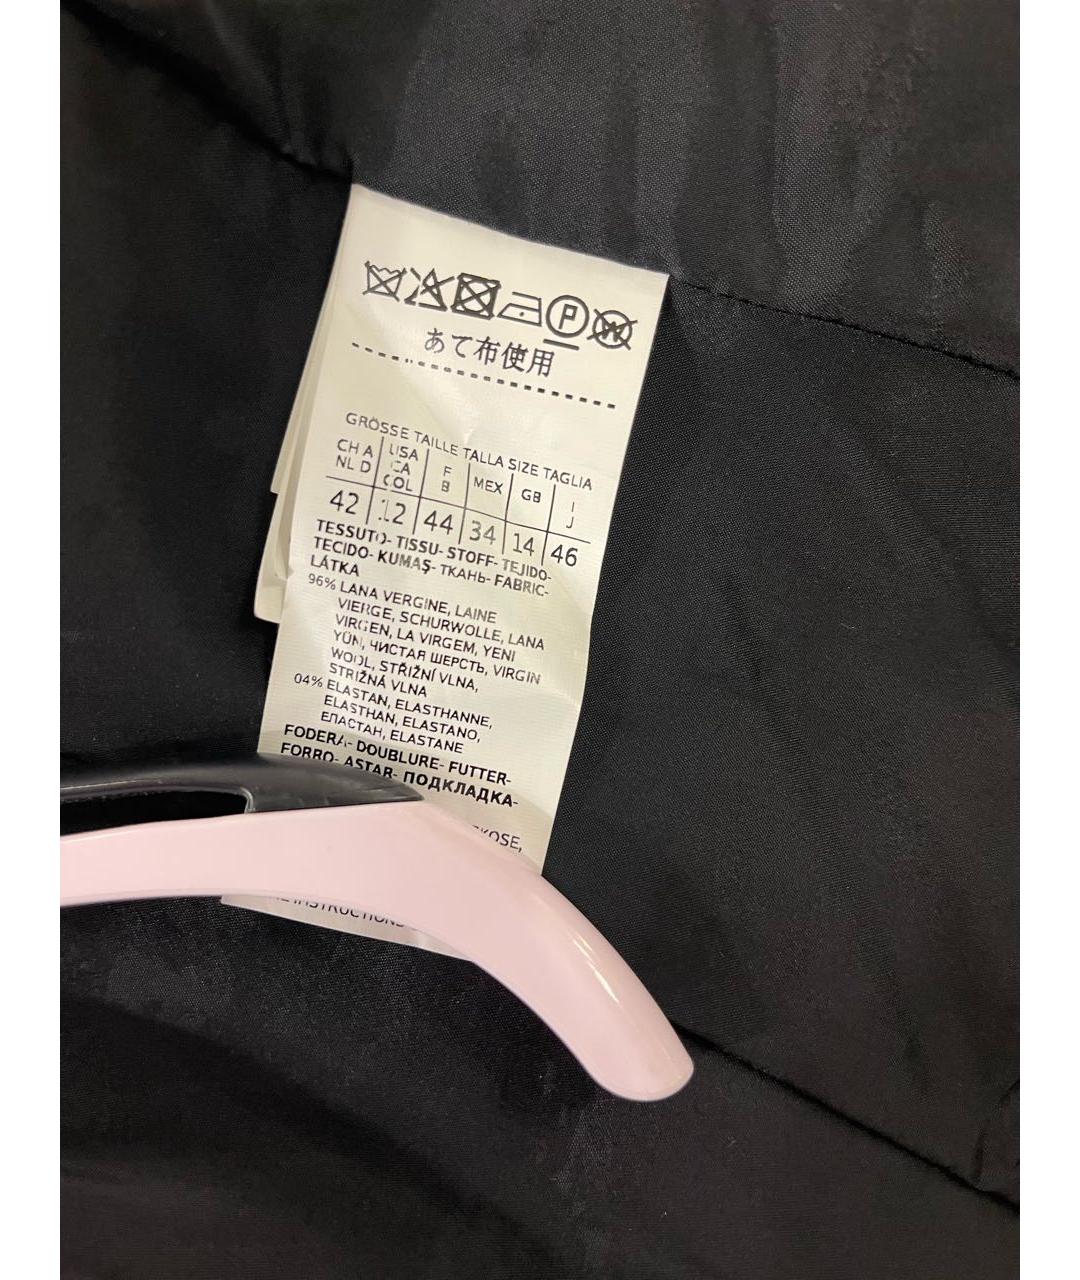 P W
あて布使用
GRÖSSE TAILLE TALLA SIZE TAGLIA
CH A NL D | USA CA COL | F B | MEX | GB | I J
42 | 12 | 44 | 34 | 14 | 46
TESSUTO- TISSU- STOFF- TEJIDO-
TECIDO- KUMAŞ- ТКАНЬ- FABRIC-
LÁTKA
96% LANA VERGINE, LAINE
VIERGE, SCHURWOLLE, LANA
VIRGEN, LA VIRGEM, YENI
YÜN, ЧИСТАЯ ШЕРСТЬ, VIRGIN
WOOL, STŘIŽNÍ VLNA,
STRIŽNÁ VLNA
04% ELASTAN, ELASTHANNE,
ELASTHAN, ELASTANO,
ЕПАСТАН, ELASTANE
FODERA- DOUBLURE- FUTTER-
FORRO- ASTAR- ПОДКЛАДКА-